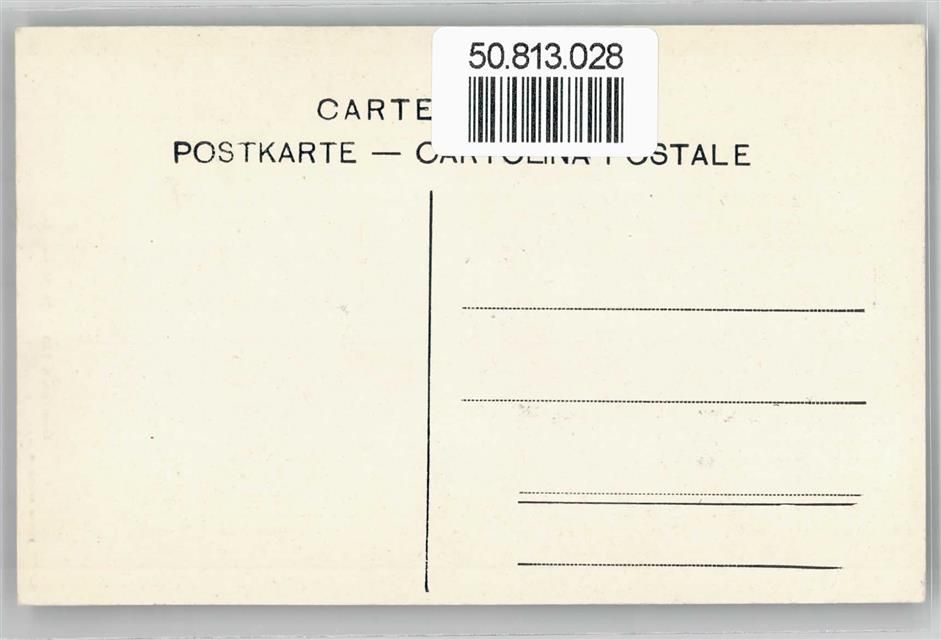 50.813.028
CARTE
POSTKARTE — CARTOLINA POSTALE